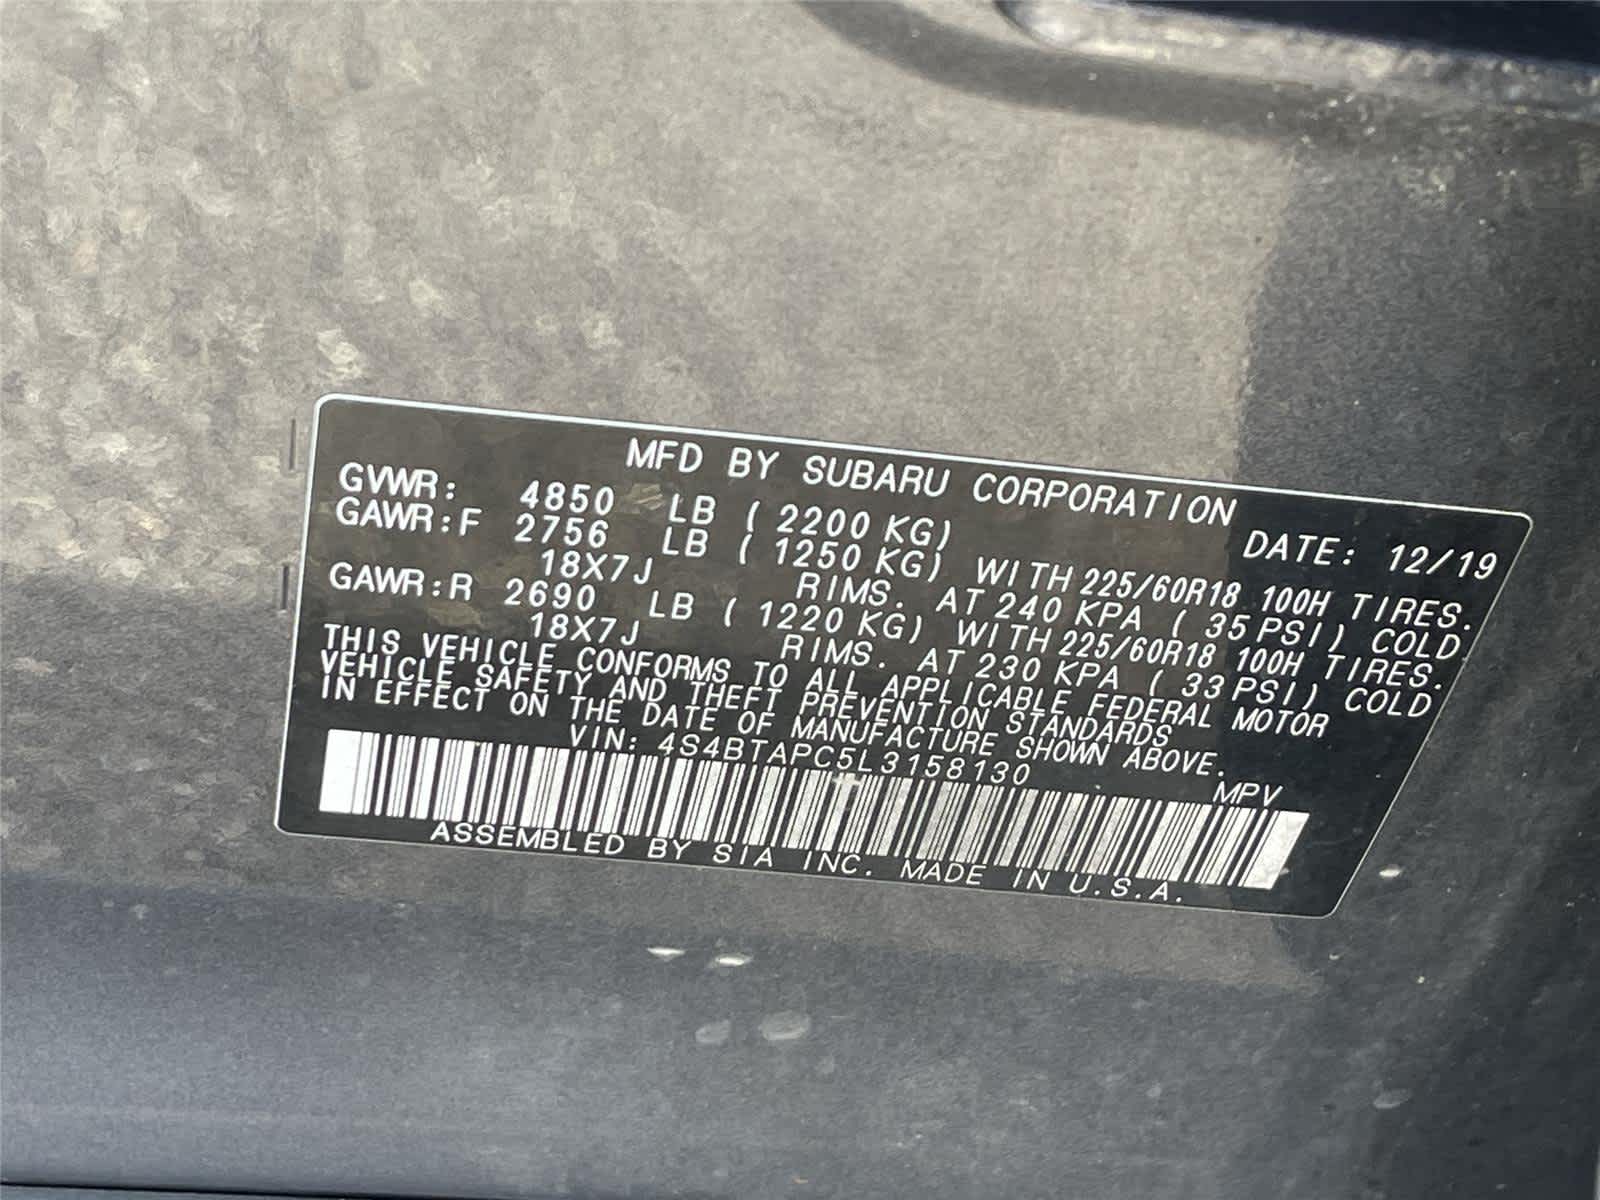 MFD BY SUBARU CORPORATION
GVWR: 4850 LB ( 2200 KG) DATE: 12/19
GAWR:F 2756 LB ( 1250 KG) WITH 225/60R18 100H TIRES.
18X7J RIMS. AT 240 KPA ( 35 PSI) COLD.
GAWR:R 2690 LB ( 1220 KG) WITH 225/60R18 100H TIRES.
18X7J RIMS. AT 230 KPA ( 33 PSI) COLD
THIS VEHICLE CONFORMS TO ALL APPLICABLE FEDERAL MOTOR
VEHICLE SAFETY AND THEFT PREVENTION STANDARDS
IN EFFECT ON THE DATE OF MANUFACTURE SHOWN ABOVE.
VIN: 4S4BTAPC5L3158130 MPV
ASSEMBLED BY SIA INC. MADE IN U.S.A.